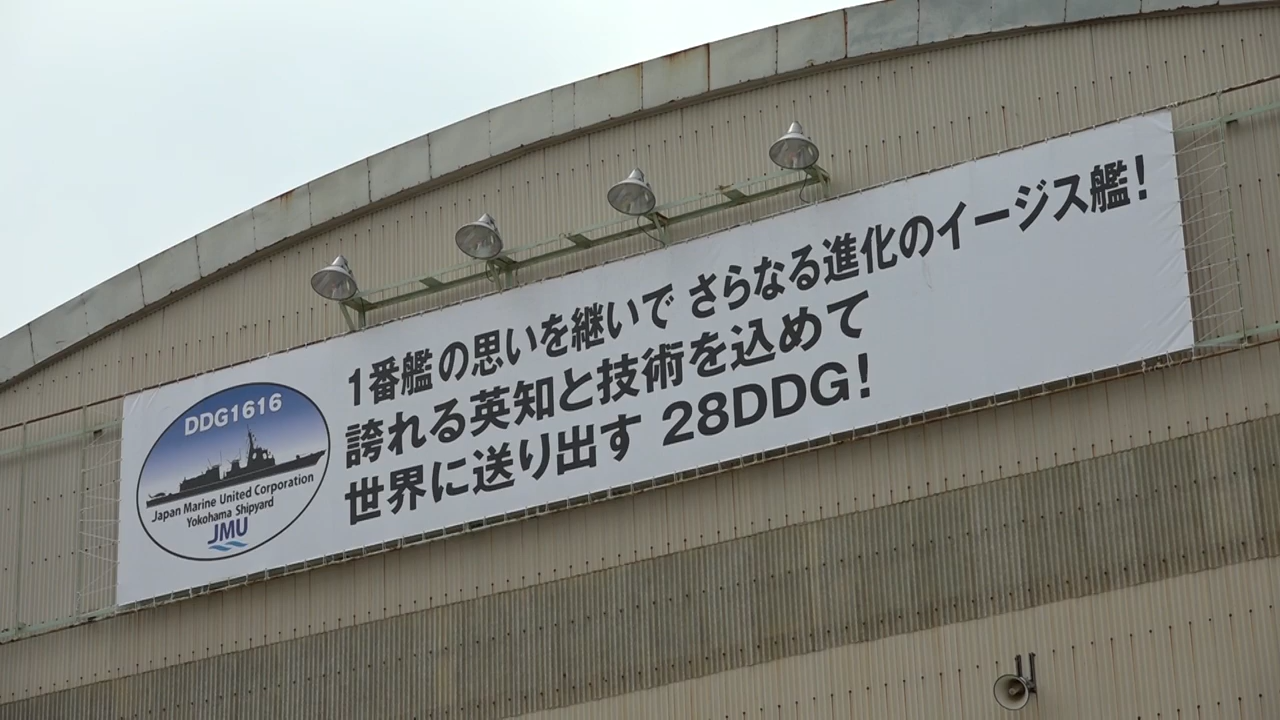 DDG1616
Japan Marine United Corporation
Yokohama Shipyard
JMU
1番艦の思いを継いで さらなる進化のイージス艦!
誇れる英知と技術を込めて
世界に送り出す 28DDG!